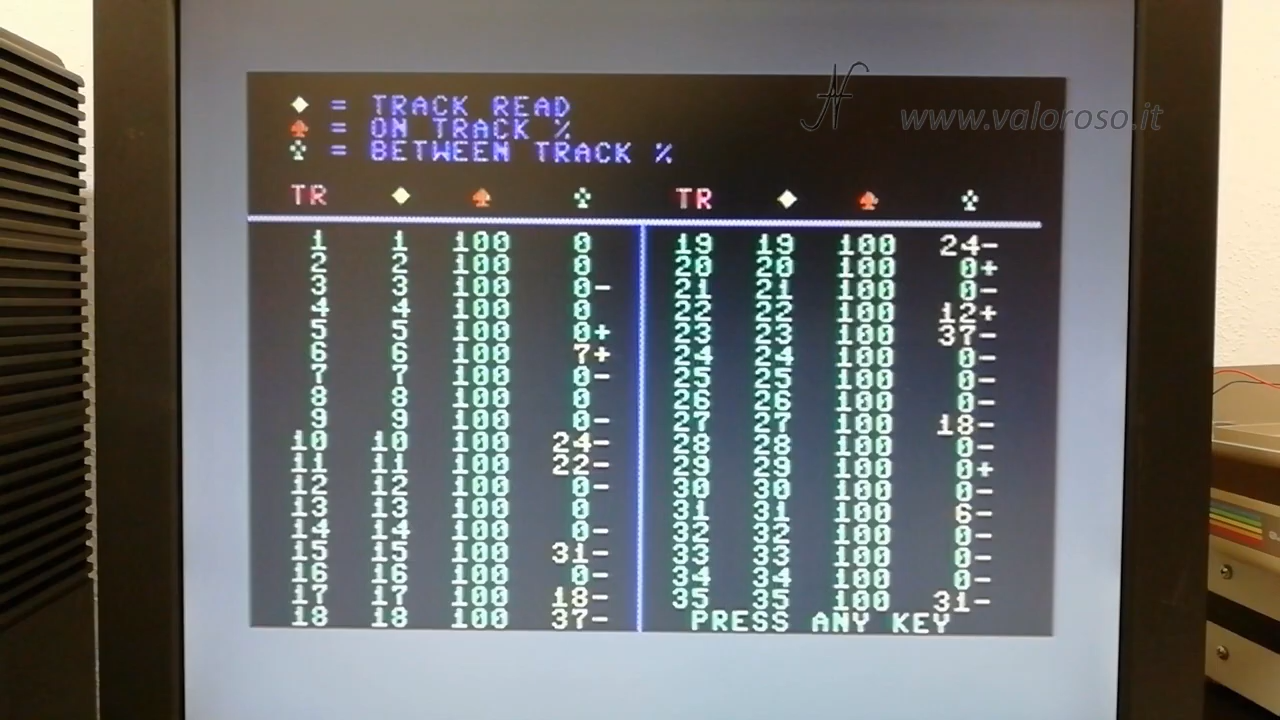 www.valoroso.it
♦ = TRACK READ
♠ = ON TRACK %
♣ = BETWEEN TRACK %
TR ♦ ♠ ♣ TR ♦ ♠ ♣
1 1 100 0 19 19 100 24-
2 2 100 0 20 20 100 0+
3 3 100 0- 21 21 100 0-
4 4 100 0 22 22 100 12+
5 5 100 0+ 23 23 100 37-
6 6 100 7+ 24 24 100 0-
7 7 100 0- 25 25 100 0-
8 8 100 0 26 26 100 0-
9 9 100 0- 27 27 100 18-
10 10 100 24- 28 28 100 0-
11 11 100 22- 29 29 100 0+
12 12 100 0- 30 30 100 0-
13 13 100 0 31 31 100 6-
14 14 100 0- 32 32 100 0-
15 15 100 31- 33 33 100 0-
16 16 100 0- 34 34 100 0-
17 17 100 18- 35 35 100 31-
18 18 100 37- PRESS ANY KEY